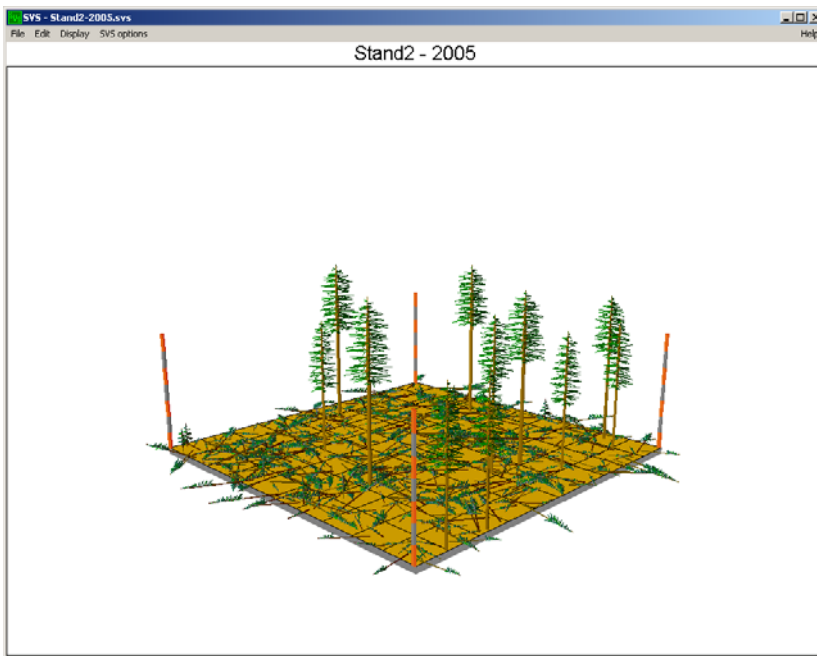 SVS - Stand2-2005.svs
File Edit Display SVS options Help
Stand2 - 2005